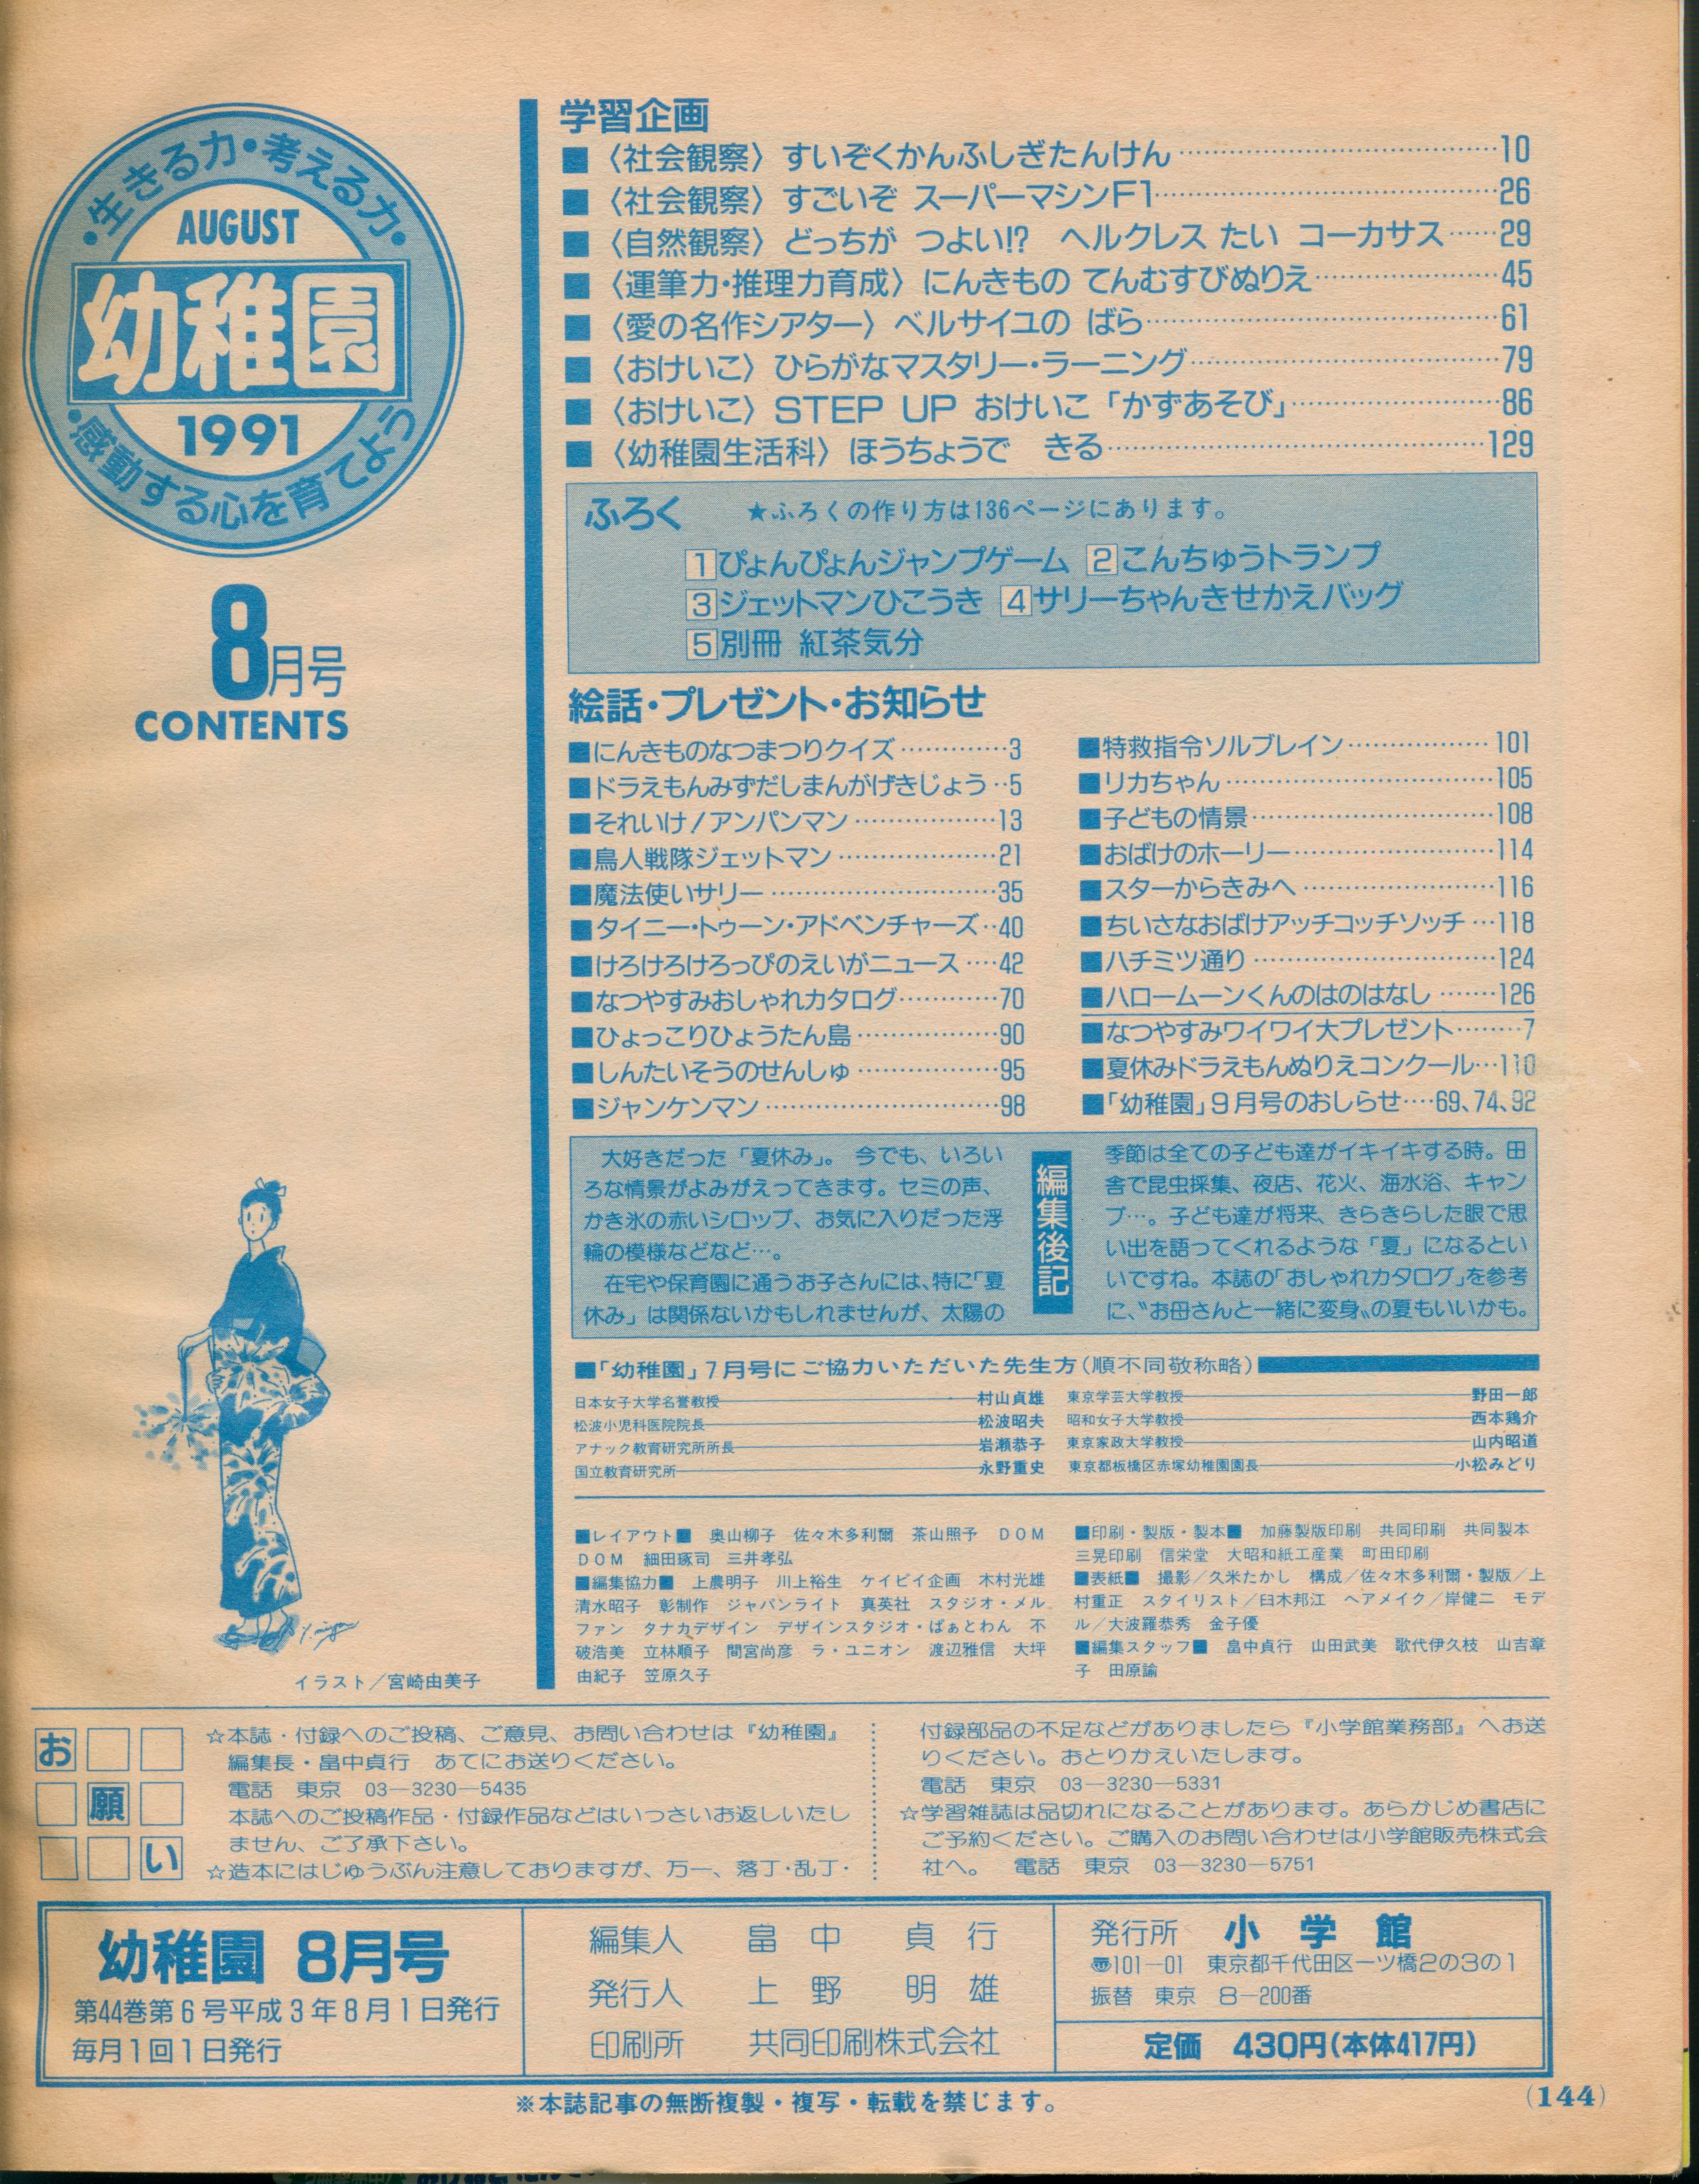 ・生きる力・考える力・
AUGUST
幼稚園
1991
・感動する心を育てよう
8月号
CONTENTS
イラスト／宮崎由美子
学習企画
■〈社会観察〉すいぞくかんふしぎたんけん……10
■〈社会観察〉すごいぞ スーパーマシンF1……26
■〈自然観察〉どっちが つよい!? ヘルクレス たい コーカサス……29
■〈運筆力・推理力育成〉にんきもの てんむすびぬりえ……45
■〈愛の名作シアター〉ベルサイユの ばら……61
■〈おけいこ〉ひらがなマスタリー・ラーニング……79
■〈おけいこ〉STEP UP おけいこ「かずあそび」……86
■〈幼稚園生活科〉ほうちょうで きる……129
ふろく ★ふろくの作り方は136ページにあります。
1ぴょんぴょんジャンプゲーム 2こんちゅうトランプ
3ジェットマンひこうき 4サリーちゃんきせかえバッグ
5別冊 紅茶気分
絵話・プレゼント・お知らせ
■にんきものなつまつりクイズ……3
■ドラえもんみずだしまんがげきじょう…5
■それいけ！アンパンマン……13
■鳥人戦隊ジェットマン……21
■魔法使いサリー……35
■タイニー・トゥーン・アドベンチャーズ…40
■けろけろけろっぴのえいがニュース……42
■なつやすみおしゃれカタログ……70
■ひょっこりひょうたん島……90
■しんたいそうのせんしゅ……95
■ジャンケンマン……98
■特救指令ソルブレイン……101
■リカちゃん……105
■子どもの情景……108
■おばけのホーリー……114
■スターからきみへ……116
■ちいさなおばけアッチコッチソッチ…118
■ハチミツ通り……124
■ハロームーンくんのはのはなし……126
■なつやすみワイワイ大プレゼント……7
■夏休みドラえもんぬりえコンクール…110
■「幼稚園」9月号のおしらせ……69、74、92
大好きだった「夏休み」。今でも、いろい
ろな情景がよみがえってきます。セミの声、
かき氷の赤いシロップ、お気に入りだった浮
輪の模様などなど…。
在宅や保育園に通うお子さんには、特に「夏
休み」は関係ないかもしれませんが、太陽の
編集後記
季節は全ての子ども達がイキイキする時。田
舎で昆虫採集、夜店、花火、海水浴、キャン
プ…。子ども達が将来、きらきらした眼で思
い出を語ってくれるような「夏」になるとい
いですね。本誌の「おしゃれカタログ」を参考
に、〝お母さんと一緒に変身〟の夏もいいかも。
■「幼稚園」7月号にご協力いただいた先生方（順不同敬称略）
日本女子大学名誉教授――村山貞雄
松波小児科医院院長――松波昭夫
アナック教育研究所所長――岩瀬恭子
国立教育研究所――永野重史
東京学芸大学教授――野田一郎
昭和女子大学教授――西本鶏介
東京家政大学教授――山内昭道
東京都板橋区赤塚幼稚園園長――小松みどり
■レイアウト■ 奥山柳子 佐々木多利爾 茶山照予 DOM
DOM 細田琢司 三井孝弘
■編集協力■ 上農明子 川上裕生 ケイビイ企画 木村光雄
清水昭子 彰制作 ジャパンライト 真英社 スタジオ・メル
ファン タナカデザイン デザインスタジオ・ばぁとわん 不
破浩美 立林順子 間宮尚彦 ラ・ユニオン 渡辺雅信 大坪
由紀子 笠原久子
■印刷・製版・製本■ 加藤製版印刷 共同印刷 共同製本
三晃印刷 信栄堂 大昭和紙工産業 町田印刷
■表紙■ 撮影／久米たかし 構成／佐々木多利爾・製版／上
村重正 スタイリスト／臼木邦江 ヘアメイク／岸健二 モデ
ル／大波羅恭秀 金子優
■編集スタッフ■ 畠中貞行 山田武美 歌代伊久枝 山吉章
子 田原諭
お願い
☆本誌・付録へのご投稿、ご意見、お問い合わせは『幼稚園』
編集長・畠中貞行 あてにお送りください。
電話 東京 03―3230―5435
本誌へのご投稿作品・付録作品などはいっさいお返しいたし
ません、ご了承下さい。
☆造本にはじゅうぶん注意しておりますが、万一、落丁・乱丁・
付録部品の不足などがありましたら『小学館業務部』へお送
りください。おとりかえいたします。
電話 東京 03―3230―5331
☆学習雑誌は品切れになることがあります。あらかじめ書店に
ご予約ください。ご購入のお問い合わせは小学館販売株式会
社へ。 電話 東京 03―3230―5751
幼稚園 8月号
第44巻第6号平成3年8月1日発行
毎月1回1日発行
編集人 畠中貞行
発行人 上野明雄
印刷所 共同印刷株式会社
発行所 小学館
〠101―01 東京都千代田区一ツ橋2の3の1
振替 東京 8―200番
定価 430円（本体417円）
※本誌記事の無断複製・複写・転載を禁じます。
（144）